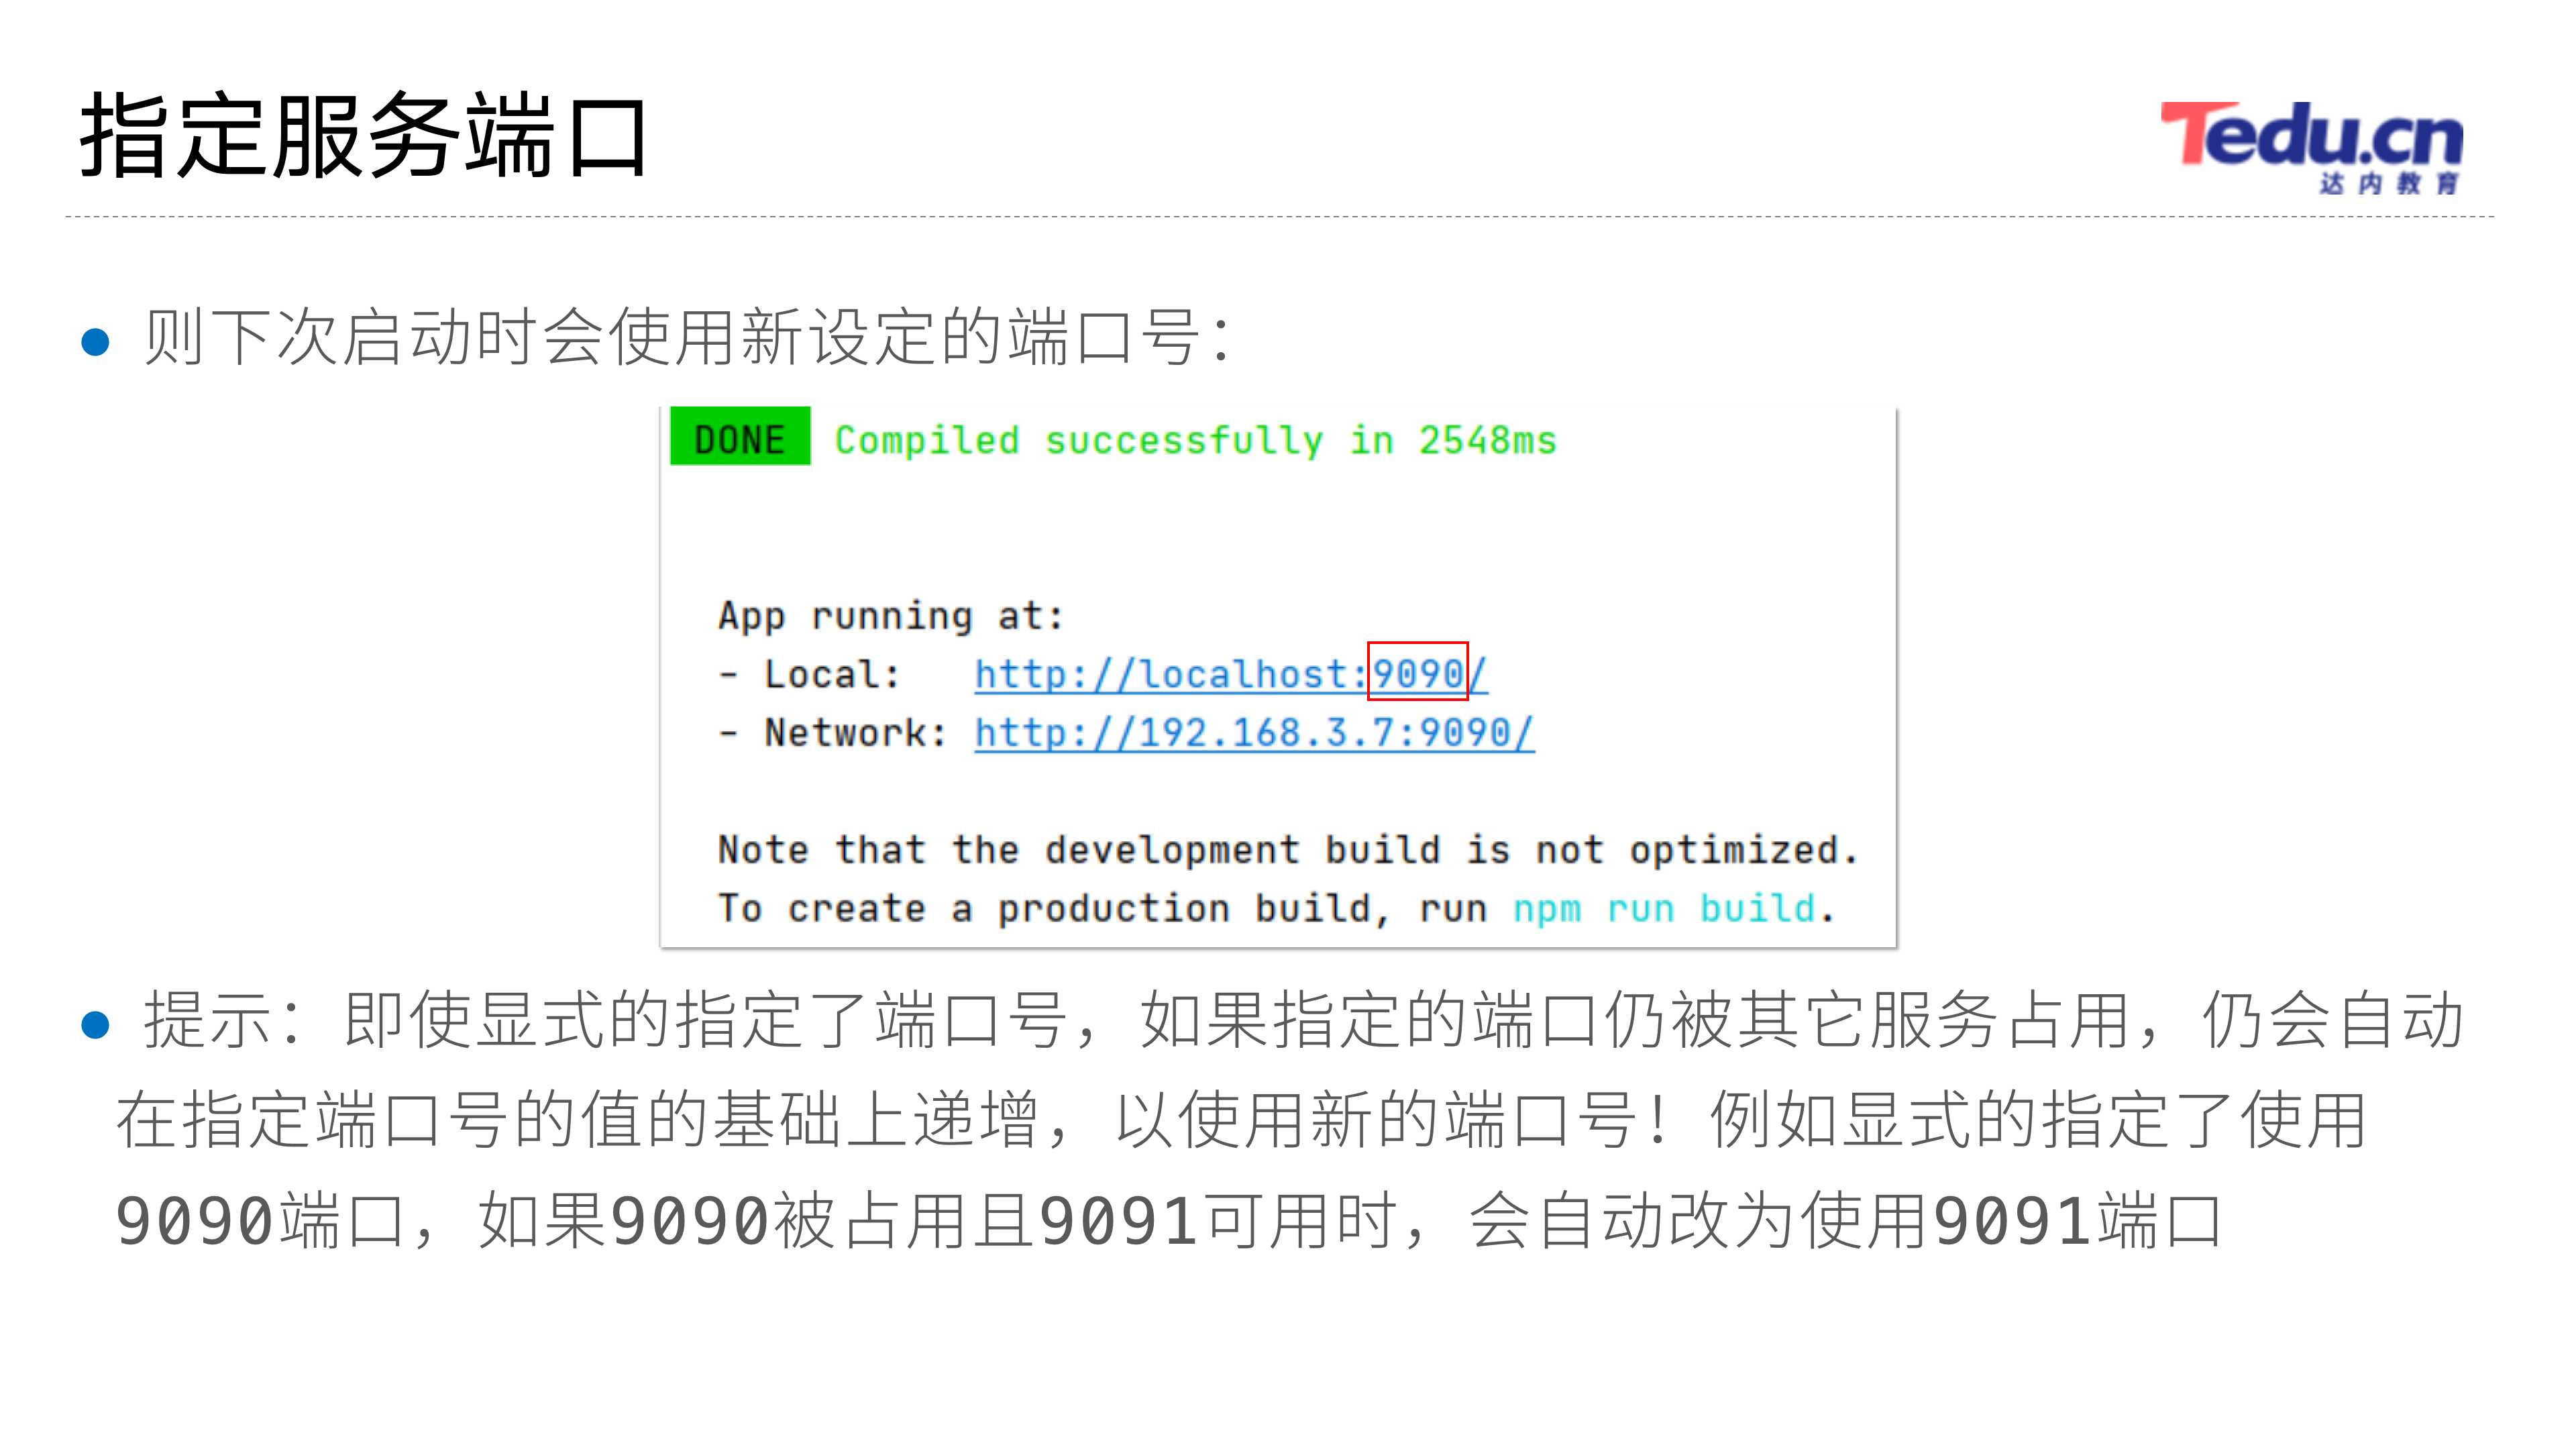 指定服务端口
Tedu.cn
达内教育
则下次启动时会使用新设定的端口号：
DONE Compiled successfully in 2548ms
App running at:
- Local: http://localhost:9090/
- Network: http://192.168.3.7:9090/
Note that the development build is not optimized.
To create a production build, run npm run build.
提示：即使显式的指定了端口号，如果指定的端口仍被其它服务占用，仍会自动
在指定端口号的值的基础上递增，以使用新的端口号！例如显式的指定了使用
9090端口，如果9090被占用且9091可用时，会自动改为使用9091端口